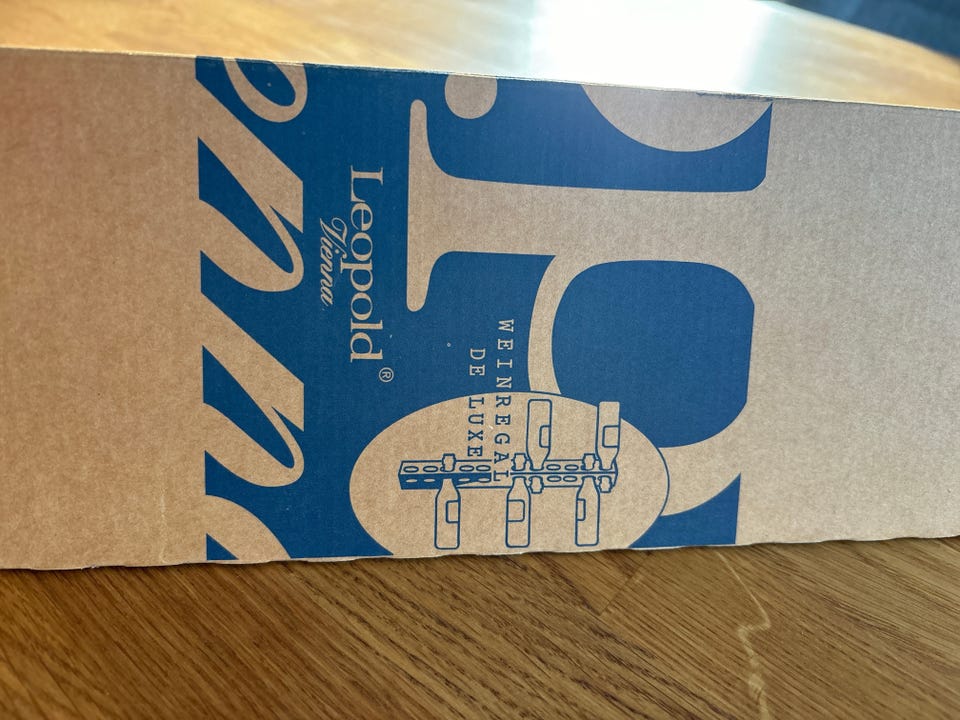 WEINREGAL
DE LUXE
Leopold ®
Vienna